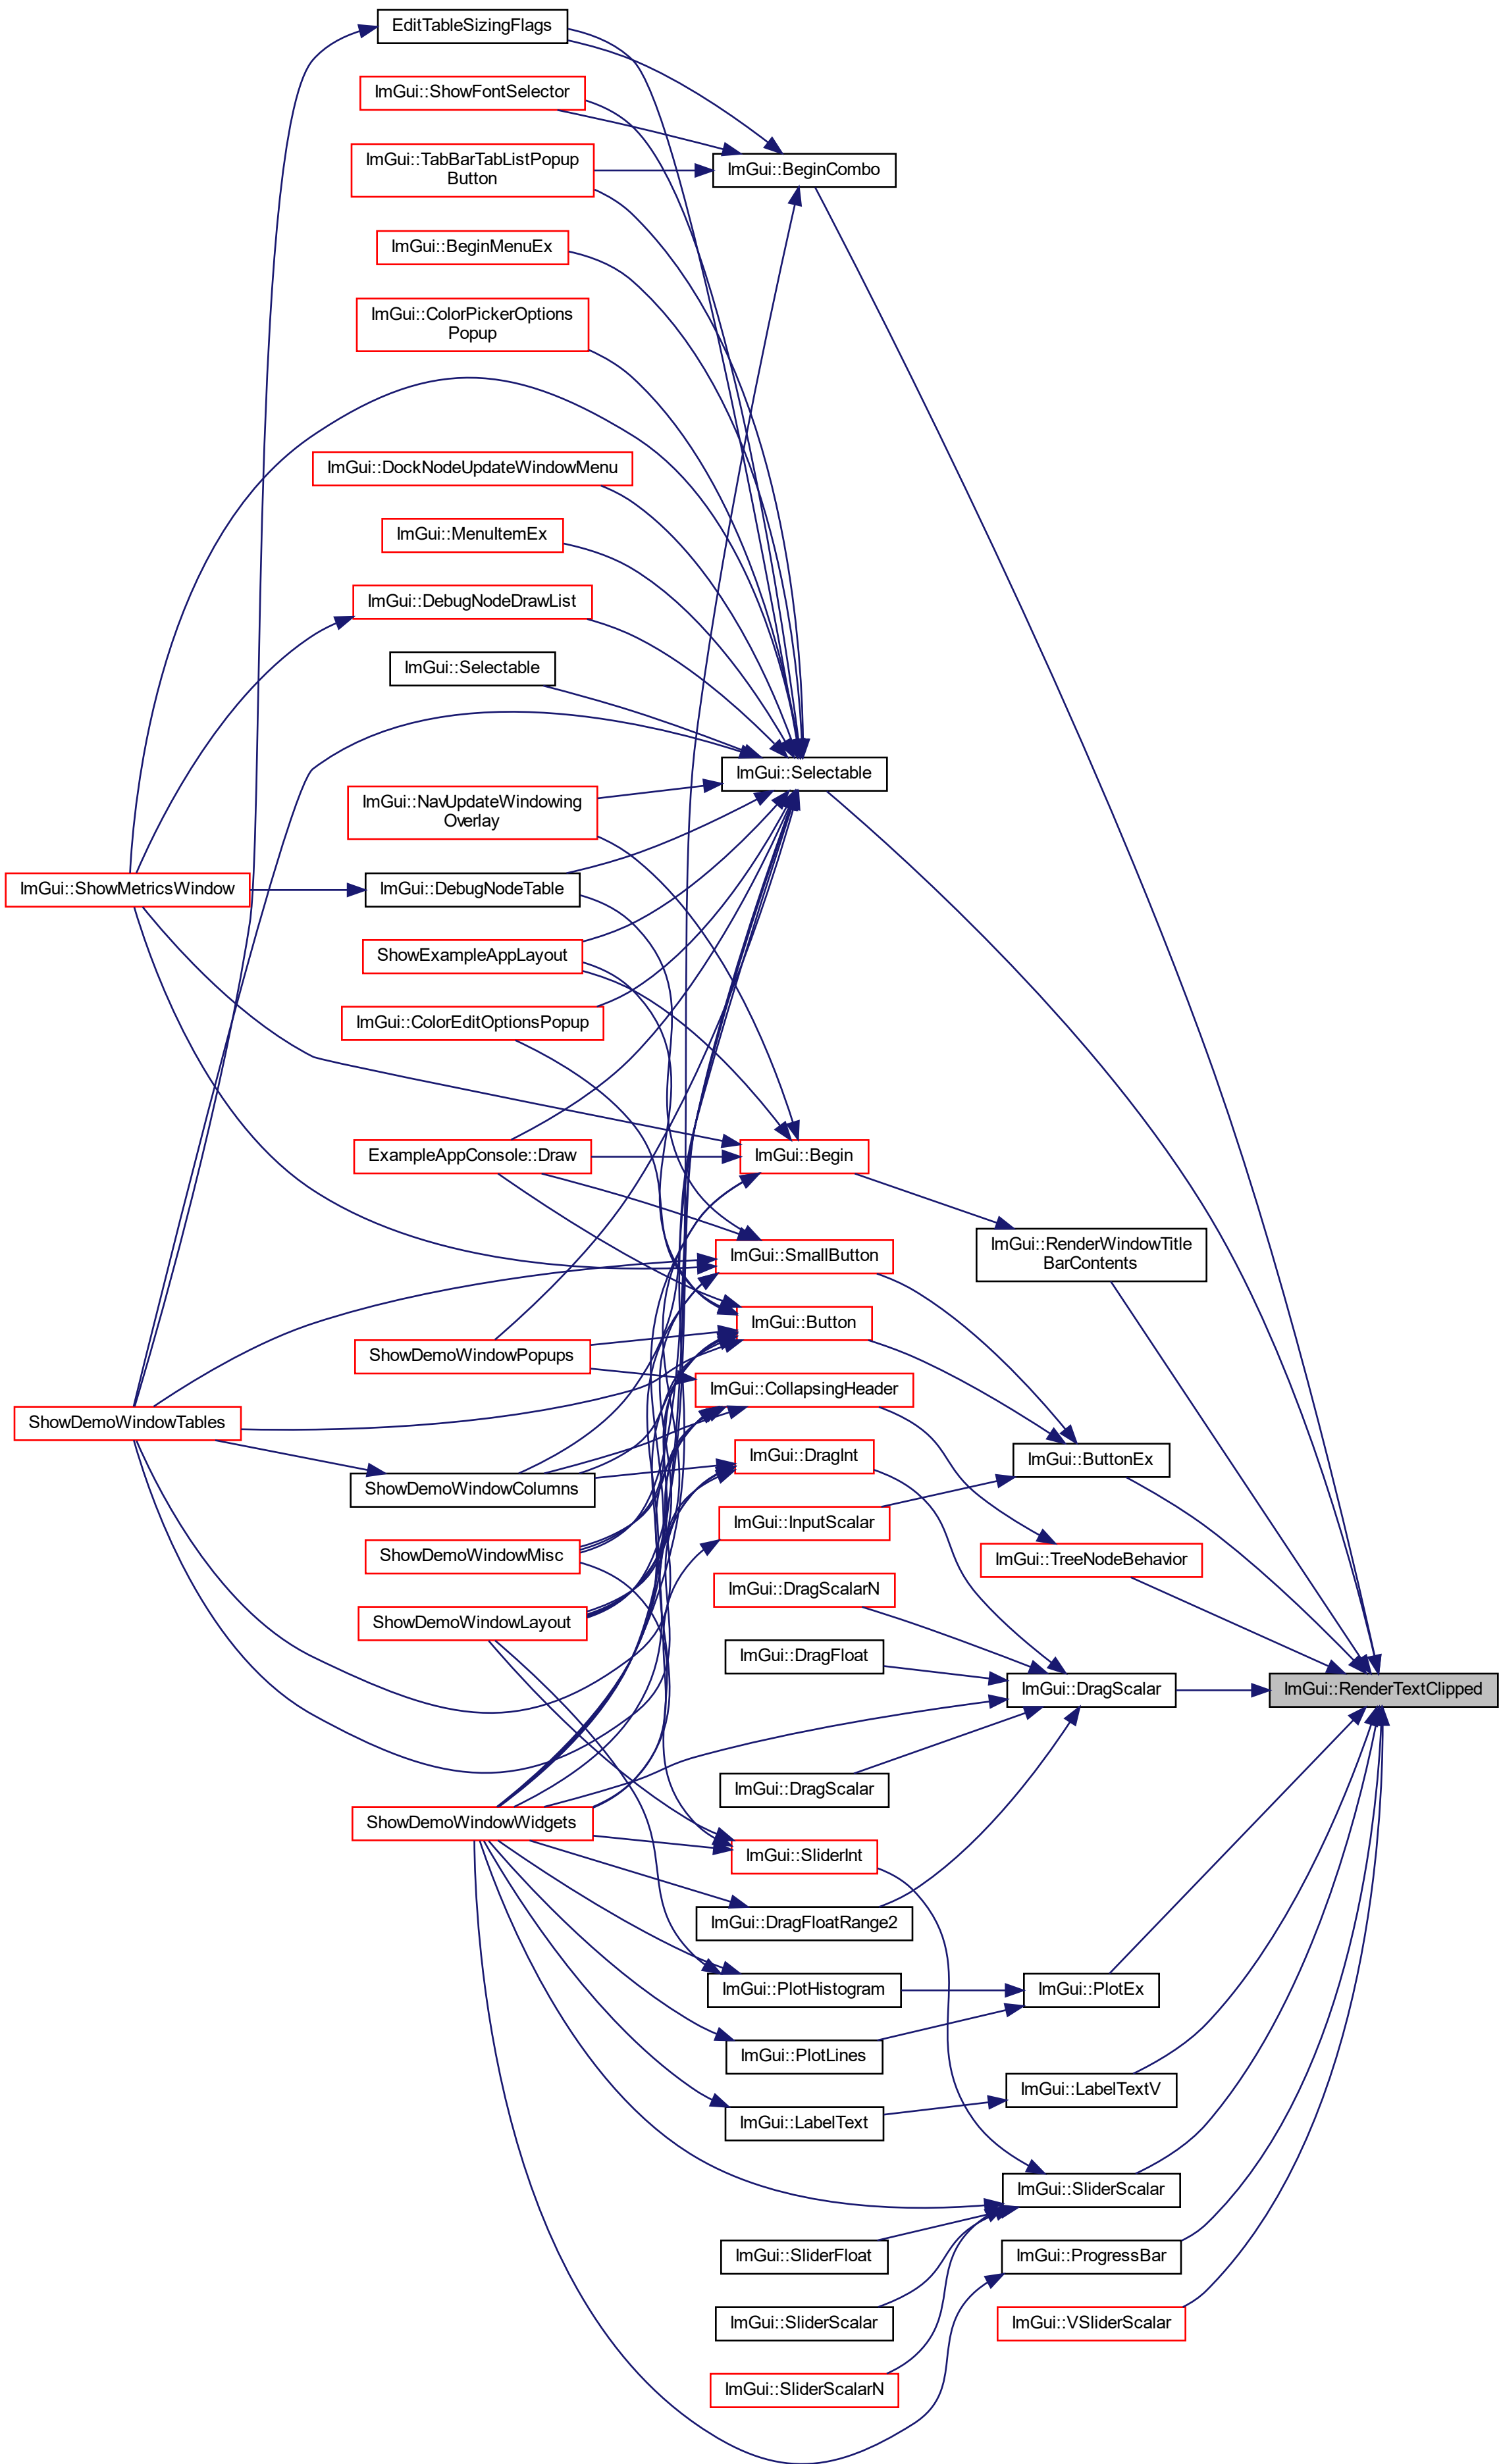 EditTableSizingFlags
ImGui::ShowFontSelector
ImGui::TabBarTabListPopup
Button
ImGui::BeginCombo
ImGui::BeginMenuEx
ImGui::ColorPickerOptions
Popup
ImGui::DockNodeUpdateWindowMenu
ImGui::MenuItemEx
ImGui::DebugNodeDrawList
ImGui::Selectable
ImGui::Selectable
ImGui::NavUpdateWindowing
Overlay
ImGui::ShowMetricsWindow
ImGui::DebugNodeTable
ShowExampleAppLayout
ImGui::ColorEditOptionsPopup
ExampleAppConsole::Draw
ImGui::Begin
ImGui::RenderWindowTitle
BarContents
ImGui::SmallButton
ImGui::Button
ShowDemoWindowPopups
ImGui::CollapsingHeader
ShowDemoWindowTables
ImGui::DragInt
ImGui::ButtonEx
ShowDemoWindowColumns
ImGui::InputScalar
ShowDemoWindowMisc
ImGui::TreeNodeBehavior
ImGui::DragScalarN
ShowDemoWindowLayout
ImGui::DragFloat
ImGui::DragScalar
ImGui::RenderTextClipped
ImGui::DragScalar
ShowDemoWindowWidgets
ImGui::SliderInt
ImGui::DragFloatRange2
ImGui::PlotHistogram
ImGui::PlotEx
ImGui::PlotLines
ImGui::LabelTextV
ImGui::LabelText
ImGui::SliderScalar
ImGui::SliderFloat
ImGui::ProgressBar
ImGui::SliderScalar
ImGui::VSliderScalar
ImGui::SliderScalarN